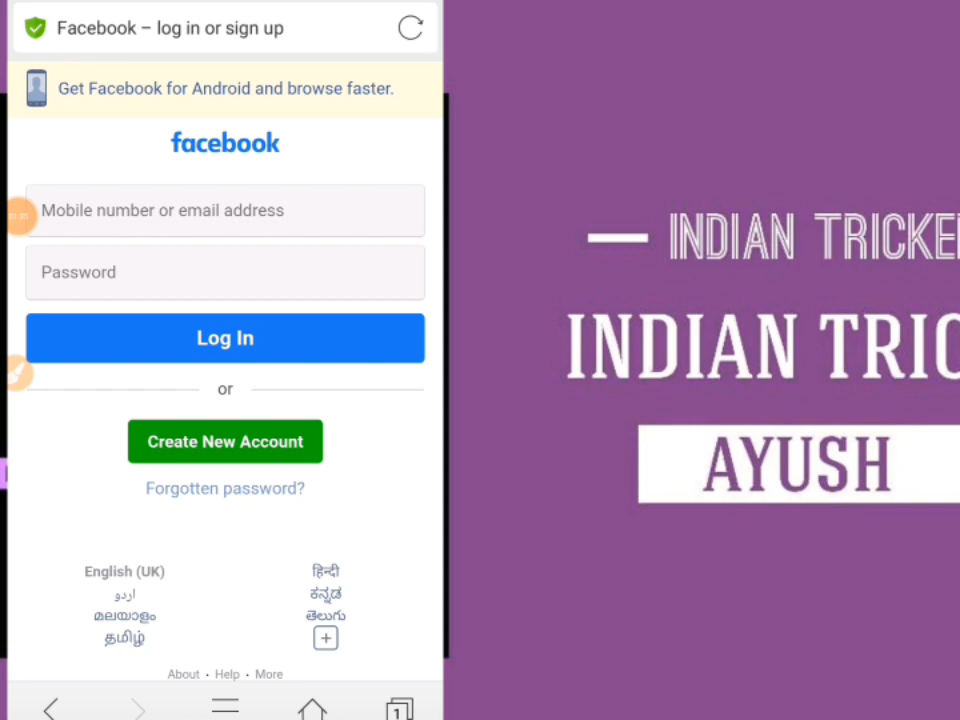 Facebook – log in or sign up
Get Facebook for Android and browse faster.
facebook
Mobile number or email address
Password
Log In
or
Create New Account
Forgotten password?
English (UK)
हिन्दी
اردو
ಕನ್ನಡ
മലയാളം
తెలుగు
தமிழ்
+
About · Help · More
1
INDIAN TRICKE
INDIAN TRIC
AYUSH